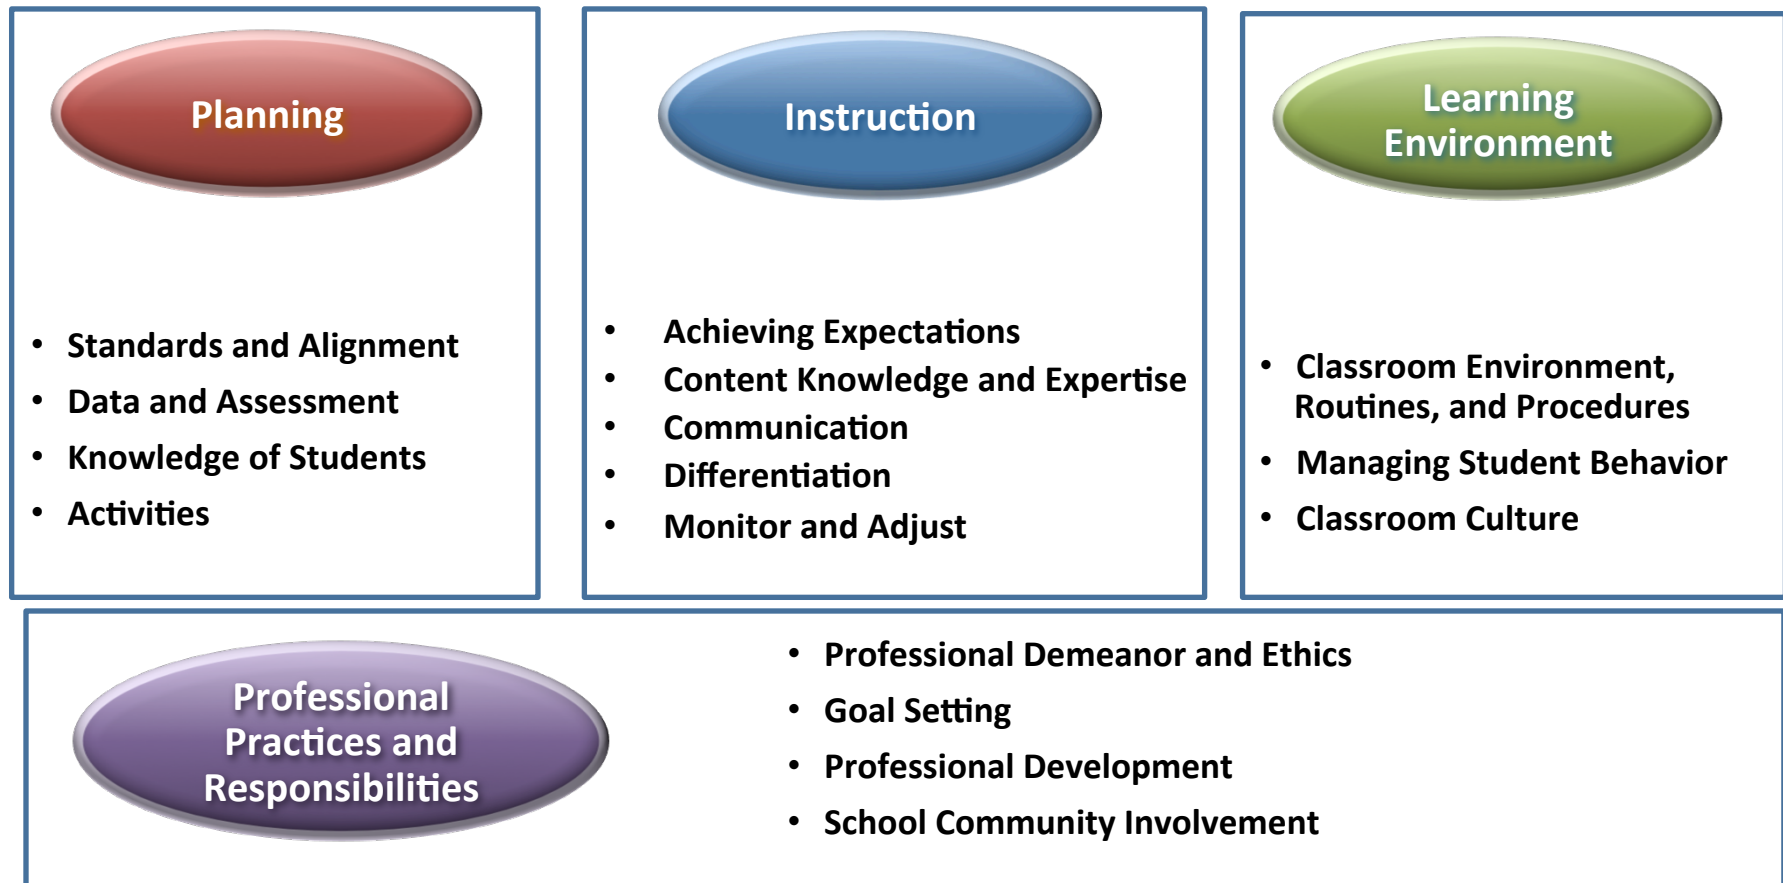 Planning
• Standards and Alignment
• Data and Assessment
• Knowledge of Students
• Activities
Instruction
• Achieving Expectations
• Content Knowledge and Expertise
• Communication
• Differentiation
• Monitor and Adjust
Learning
Environment
• Classroom Environment,
Routines, and Procedures
• Managing Student Behavior
• Classroom Culture
Professional
Practices and
Responsibilities
• Professional Demeanor and Ethics
• Goal Setting
• Professional Development
• School Community Involvement